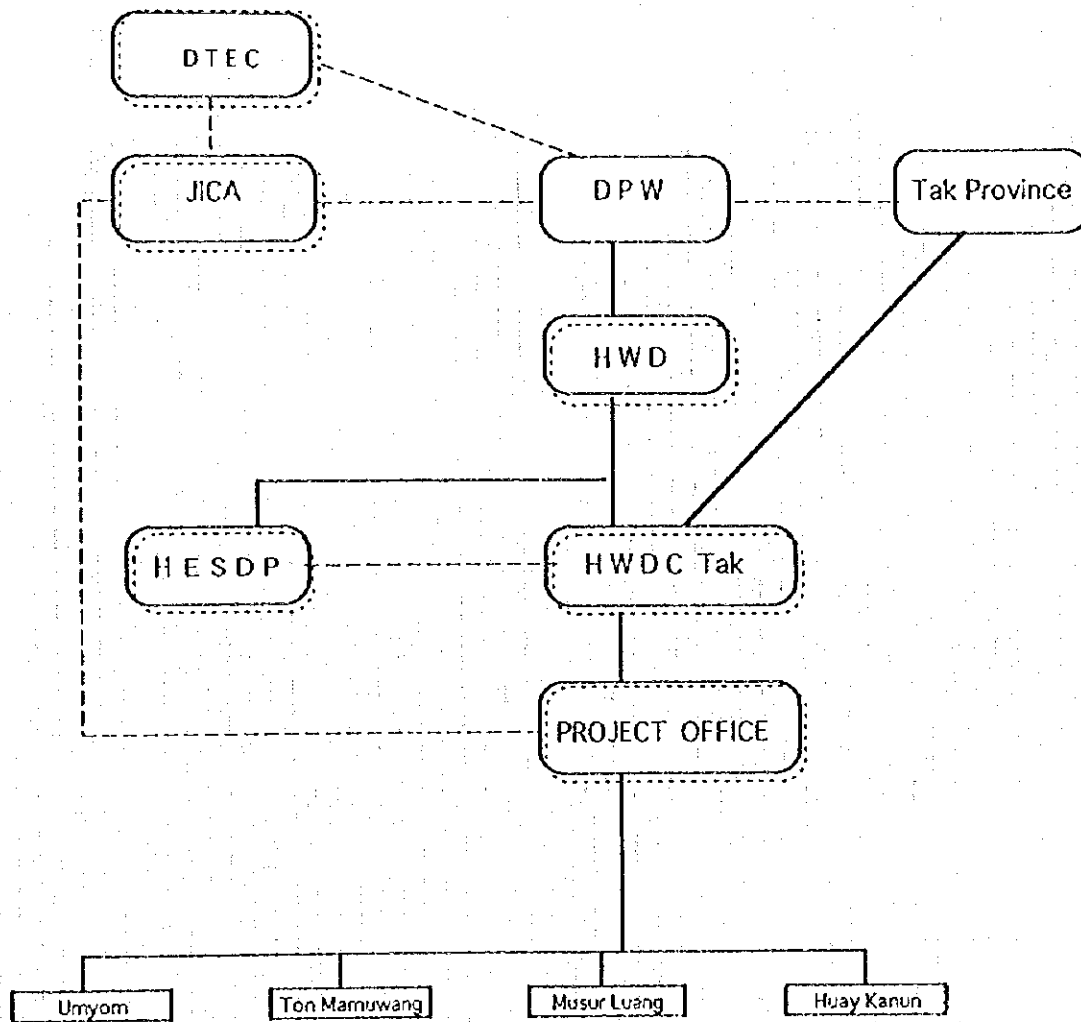 DTEC
JICA
DPW
Tak Province
HWD
HESDP
HWDC Tak
PROJECT OFFICE
Umyom
Ton Mamuwang
Musur Luang
Huay Kanun